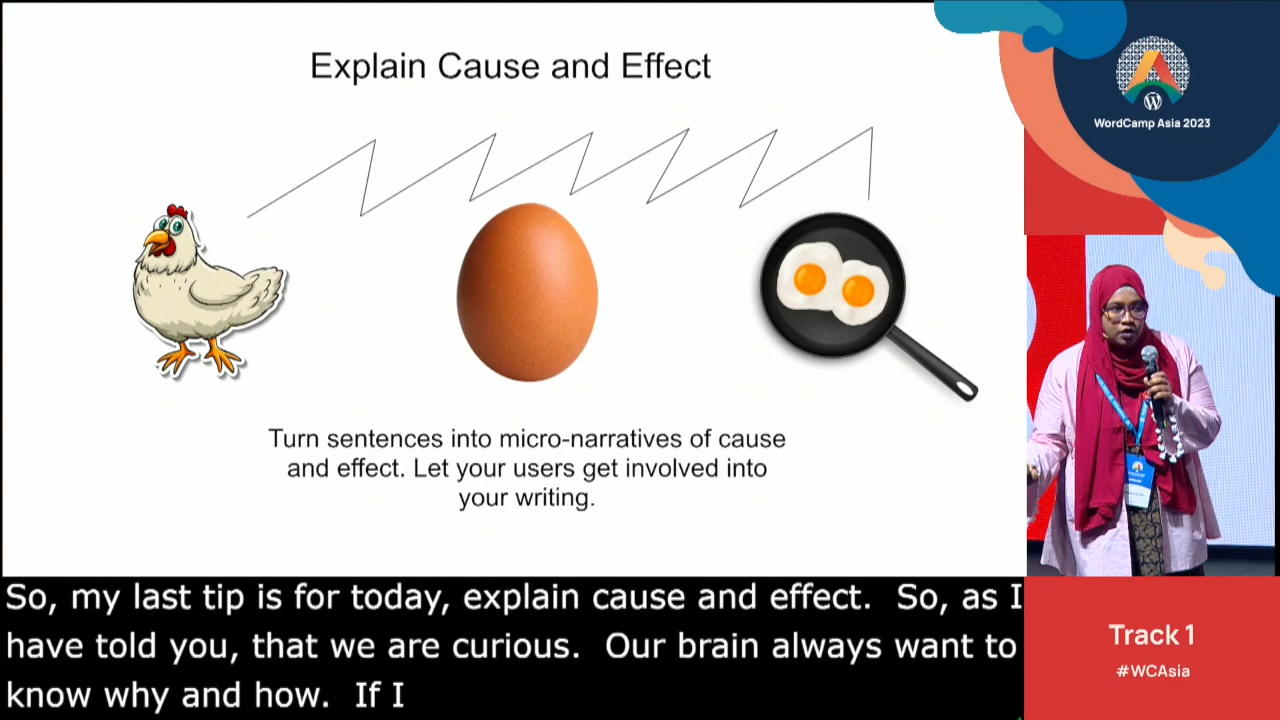 Explain Cause and Effect
Turn sentences into micro-narratives of cause
and effect. Let your users get involved into
your writing.
So, my last tip is for today, explain cause and effect.  So, as I
have told you, that we are curious.  Our brain always want to
know why and how.  If I
WordCamp Asia 2023
Track 1
#WCAsia